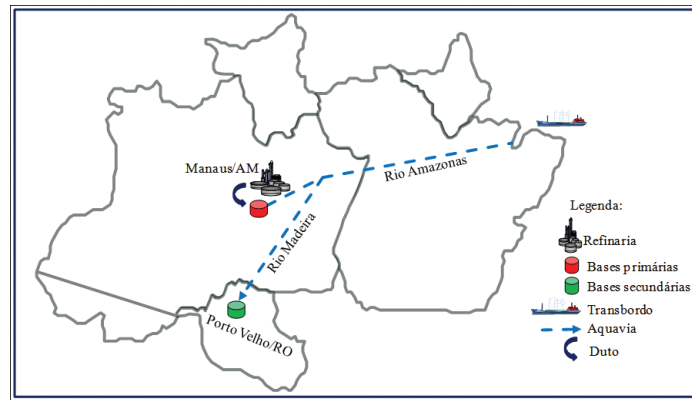 Manaus/AM
Rio Amazonas
Rio Madeira
Porto Velho/RO
Legenda:
Refinaria
Bases primárias
Bases secundárias
Transbordo
Aquavia
Duto